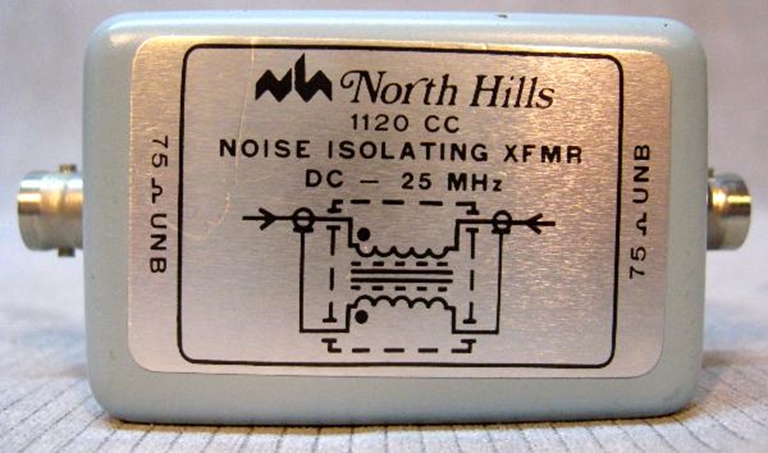 North Hills
1120 CC
NOISE ISOLATING XFMR
DC — 25 MHz
75 Ω UNB
75 Ω UNB